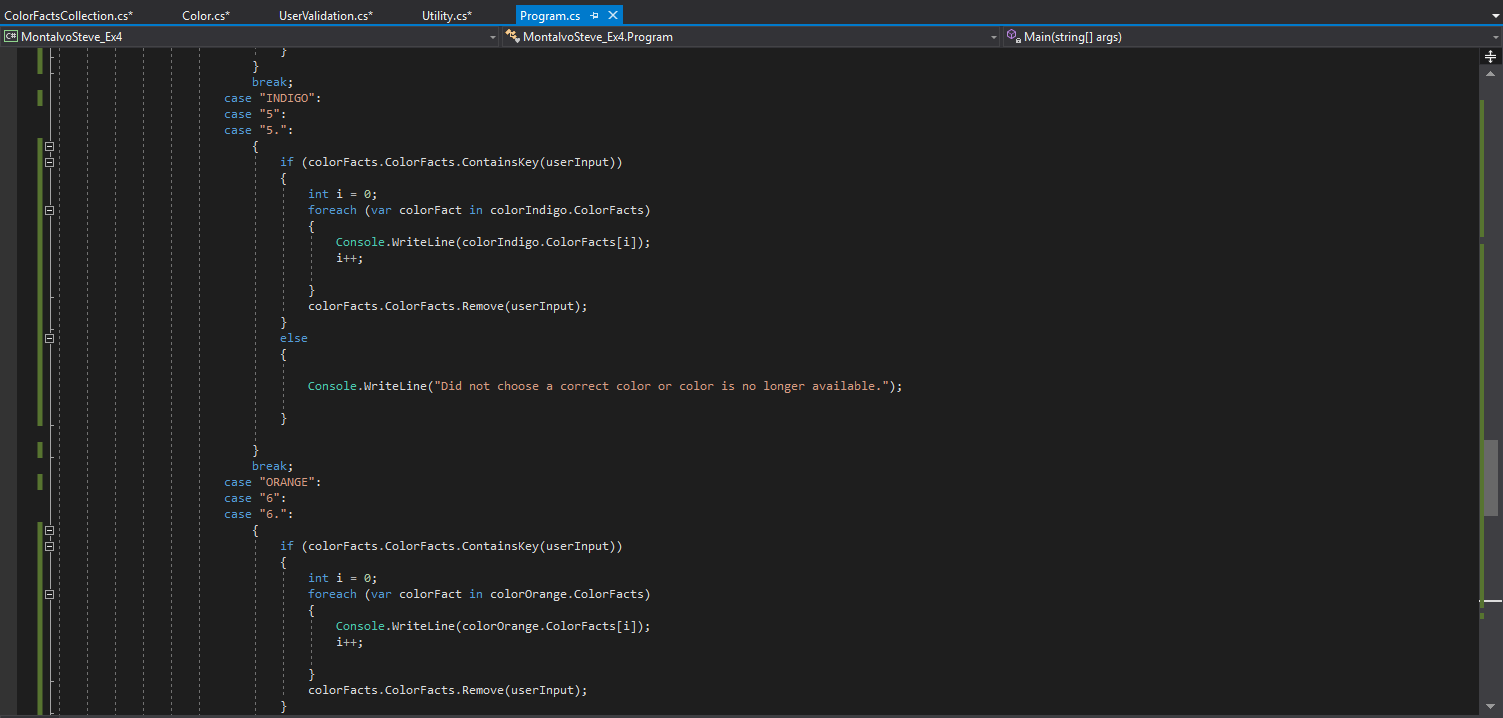 ColorFactsCollection.cs* Color.cs* UserValidation.cs* Utility.cs* Program.cs
C# MontalvoSteve_Ex4 MontalvoSteve_Ex4.Program Main(string[] args)
}
}
break;
case "INDIGO":
case "5":
case "5.":
{
if (colorFacts.ColorFacts.ContainsKey(userInput))
{
int i = 0;
foreach (var colorFact in colorIndigo.ColorFacts)
{
Console.WriteLine(colorIndigo.ColorFacts[i]);
i++;
}
colorFacts.ColorFacts.Remove(userInput);
}
else
{
Console.WriteLine("Did not choose a correct color or color is no longer available.");
}
}
break;
case "ORANGE":
case "6":
case "6.":
{
if (colorFacts.ColorFacts.ContainsKey(userInput))
{
int i = 0;
foreach (var colorFact in colorOrange.ColorFacts)
{
Console.WriteLine(colorOrange.ColorFacts[i]);
i++;
}
colorFacts.ColorFacts.Remove(userInput);
}